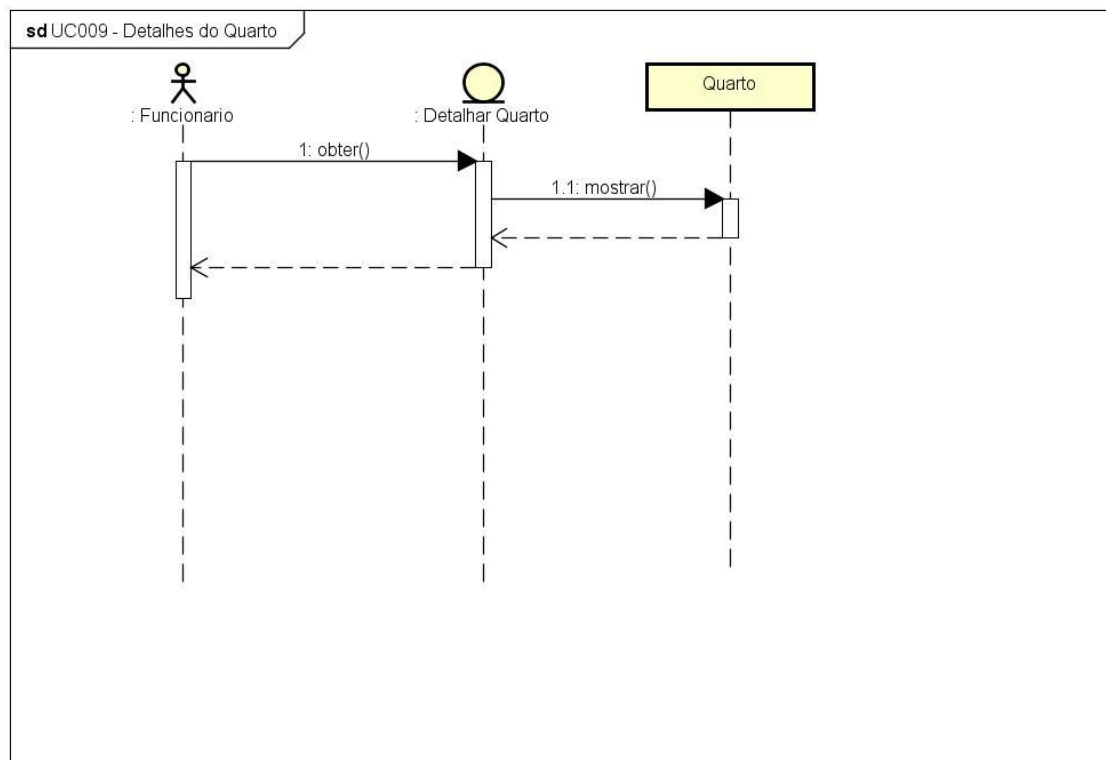 sd UC009 - Detalhes do Quarto
: Funcionario
: Detalhar Quarto
Quarto
1: obter()
1.1: mostrar()